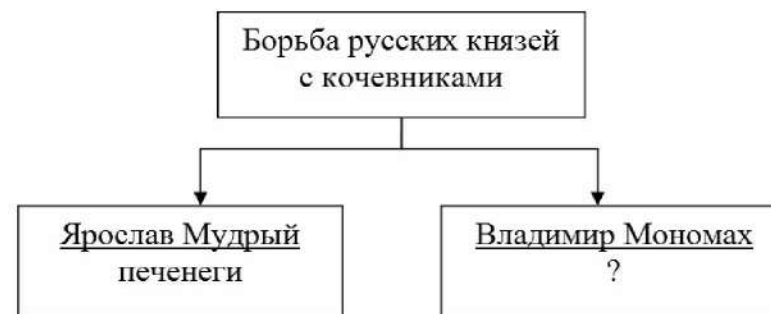 Борьба русских князей
с кочевниками
Ярослав Мудрый
печенеги
Владимир Мономах
?